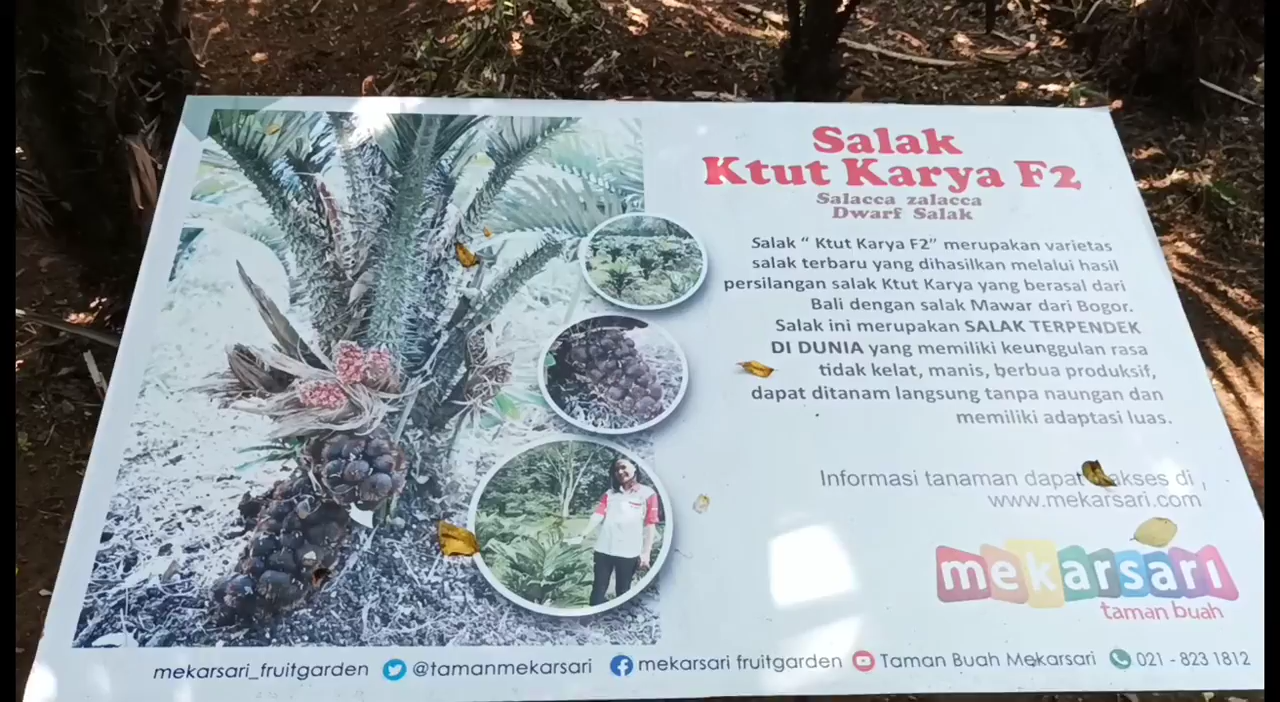 Salak
Ktut Karya F2
Salacca zalacca
Dwarf Salak
Salak “ Ktut Karya F2” merupakan varietas
salak terbaru yang dihasilkan melalui hasil
persilangan salak Ktut Karya yang berasal dari
Bali dengan salak Mawar dari Bogor.
Salak ini merupakan SALAK TERPENDEK
DI DUNIA yang memiliki keunggulan rasa
tidak kelat, manis, berbua produksif,
dapat ditanam langsung tanpa naungan dan
memiliki adaptasi luas.
Informasi tanaman dapat di ,
www.mekarsari.com
mekarsari
taman buah
mekarsari_fruitgarden @tamanmekarsari mekarsari fruitgarden Taman Buah Mekarsari 021 - 823 1812